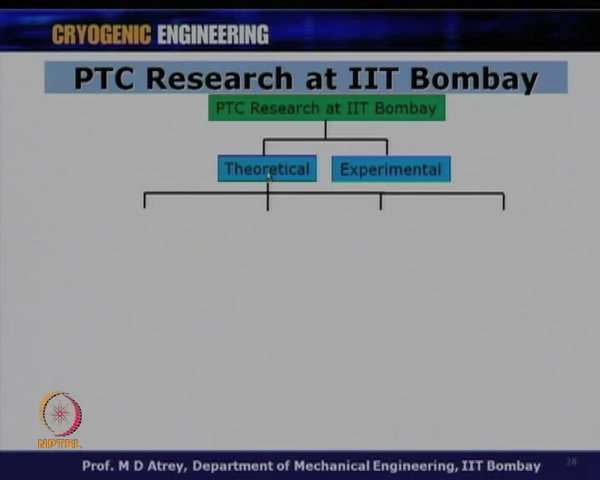 CRYOGENIC ENGINEERING
PTC Research at IIT Bombay
PTC Research at IIT Bombay
Theoretical
Experimental
NPTEL
Prof. M D Atrey, Department of Mechanical Engineering, IIT Bombay
28